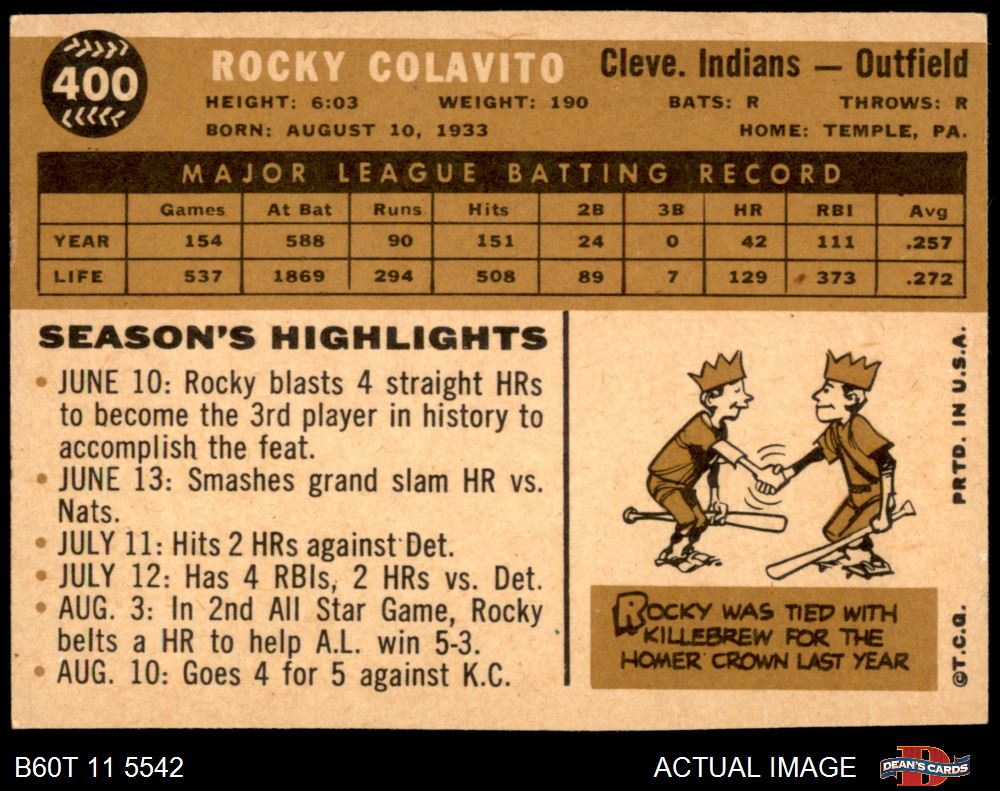 400
ROCKY COLAVITO Cleve. Indians — Outfield
HEIGHT: 6:03 WEIGHT: 190 BATS: R THROWS: R
BORN: AUGUST 10, 1933 HOME: TEMPLE, PA.
MAJOR LEAGUE BATTING RECORD
Games At Bat Runs Hits 2B 3B HR RBI Avg
YEAR 154 588 90 151 24 0 42 111 .257
LIFE 537 1869 294 508 89 7 129 373 .272
SEASON'S HIGHLIGHTS
• JUNE 10: Rocky blasts 4 straight HRs
to become the 3rd player in history to
accomplish the feat.
• JUNE 13: Smashes grand slam HR vs.
Nats.
• JULY 11: Hits 2 HRs against Det.
• JULY 12: Has 4 RBIs, 2 HRs vs. Det.
• AUG. 3: In 2nd All Star Game, Rocky
belts a HR to help A.L. win 5-3.
• AUG. 10: Goes 4 for 5 against K.C.
ROCKY WAS TIED WITH
KILLEBREW FOR THE
HOMER CROWN LAST YEAR
©T.C.G. PRTD. IN U.S.A.
B60T 11 5542 ACTUAL IMAGE
D
DEAN'S CARDS